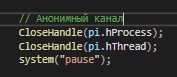 // Анонимный канал
CloseHandle(pi.hProcess);
CloseHandle(pi.hThread);
system("pause");